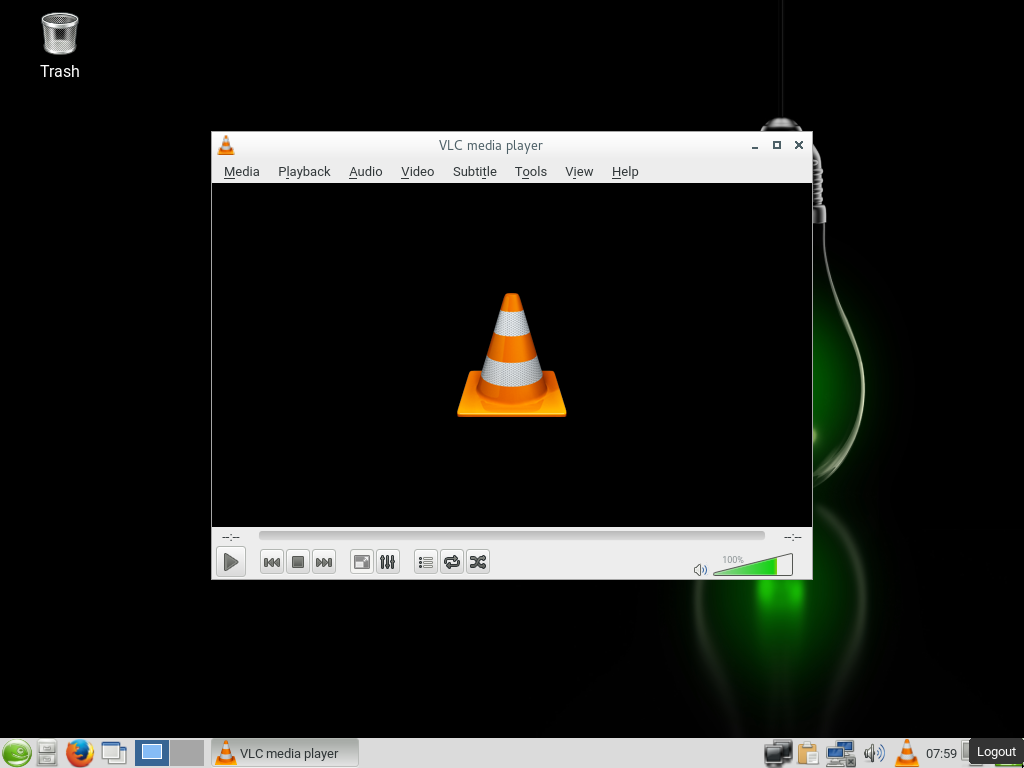 Trash
VLC media player
Media Playback Audio Video Subtitle Tools View Help
--:-- --:--
100%
VLC media player 07:59 Logout